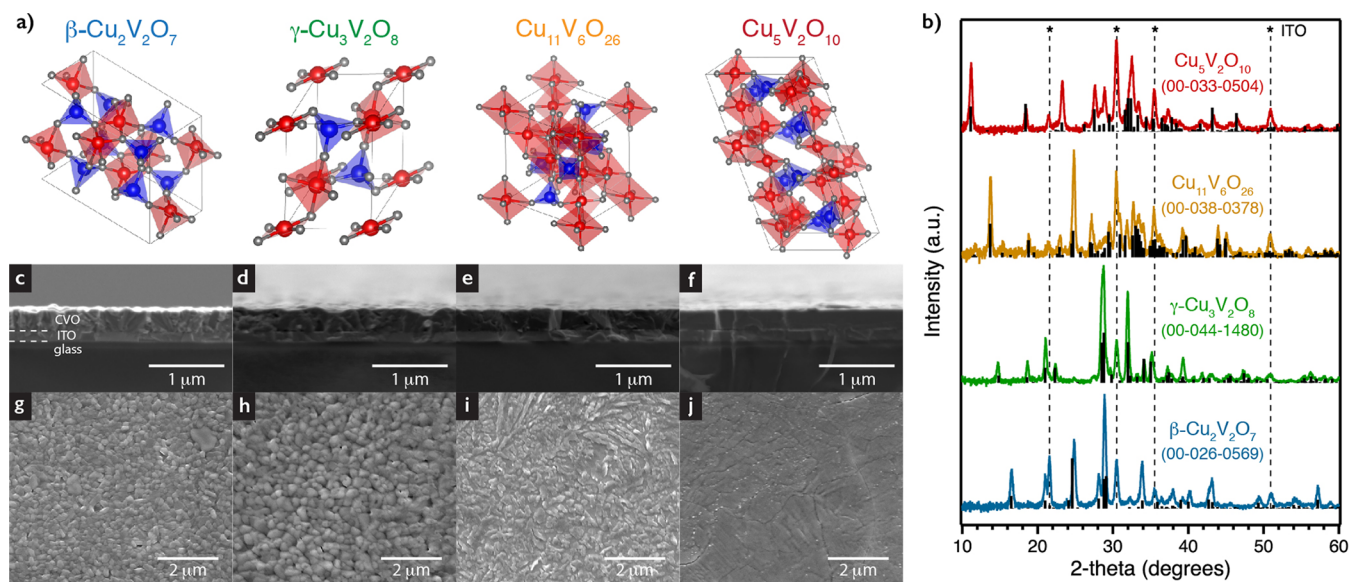 a)
β-Cu₂V₂O₇
γ-Cu₃V₂O₈
Cu₁₁V₆O₂₆
Cu₅V₂O₁₀
c
CVO
ITO
glass
1 μm
d
1 μm
e
1 μm
f
1 μm
g
2 μm
h
2 μm
i
2 μm
j
2 μm
b)
* * * * ITO
Cu₅V₂O₁₀
(00-033-0504)
Cu₁₁V₆O₂₆
(00-038-0378)
γ-Cu₃V₂O₈
(00-044-1480)
β-Cu₂V₂O₇
(00-026-0569)
Intensity (a.u.)
10 20 30 40 50 60
2-theta (degrees)